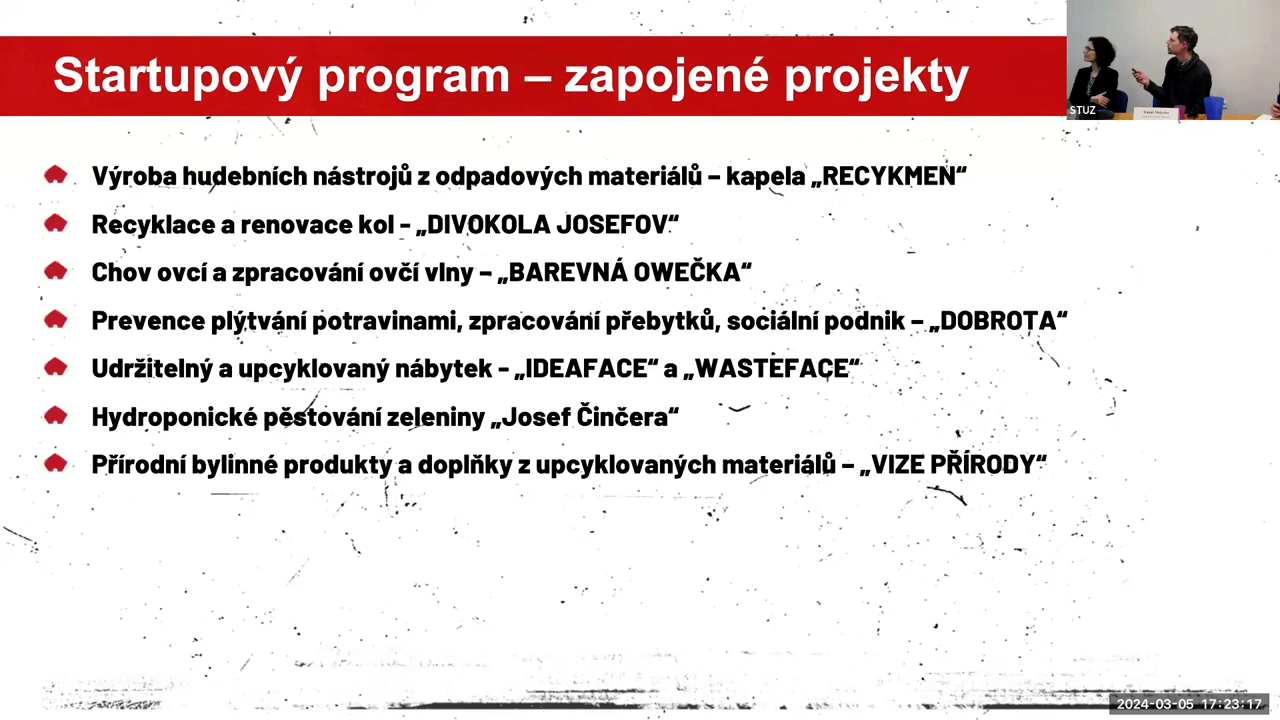 Startupový program – zapojené projekty
STUZ
Výroba hudebních nástrojů z odpadových materiálů – kapela „RECYKMEN“
Recyklace a renovace kol - „DIVOKOLA JOSEFOV“
Chov ovcí a zpracování ovčí vlny – „BAREVNÁ OWEČKA“
Prevence plýtvání potravinami, zpracování přebytků, sociální podnik – „DOBROTA“
Udržitelný a upcyklovaný nábytek - „IDEAFACE“ a „WASTEFACE“
Hydroponické pěstování zeleniny „Josef Činčera“
Přírodní bylinné produkty a doplňky z upcyklovaných materiálů – „VIZE PŘÍRODY“
2024-03-05 17:23:17